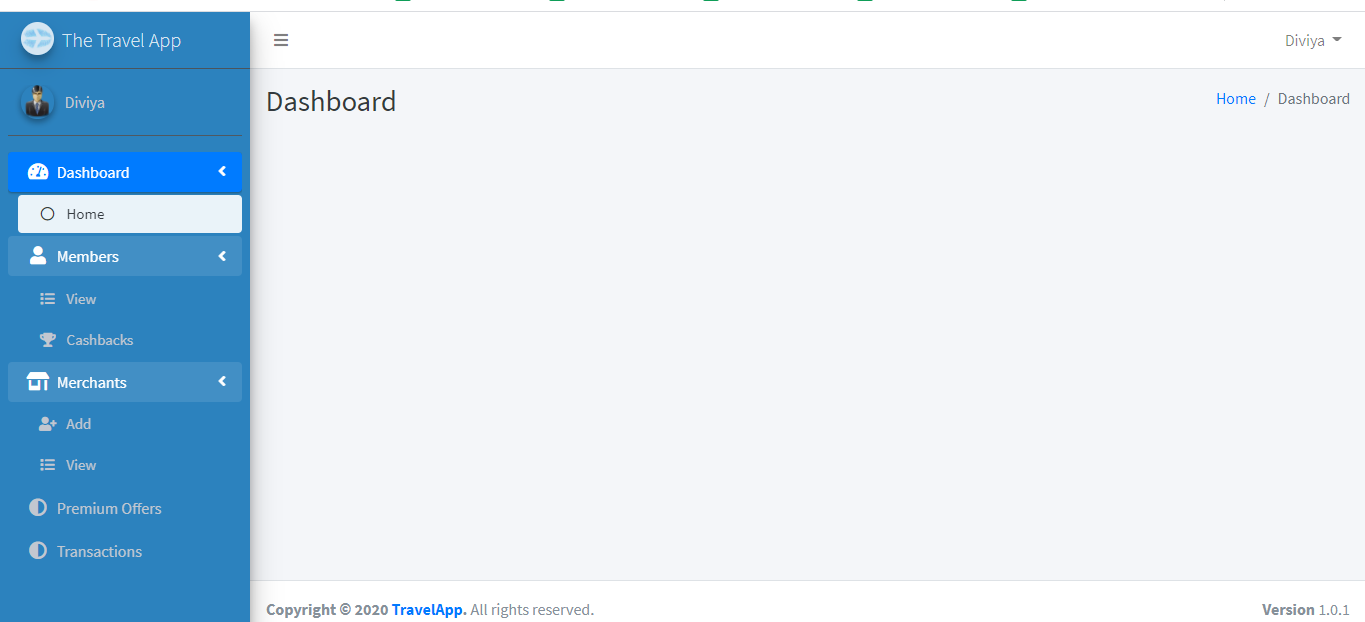 The Travel App
Diviya
Diviya
Dashboard
Home / Dashboard
Dashboard
Home
Members
View
Cashbacks
Merchants
Add
View
Premium Offers
Transactions
Copyright © 2020 TravelApp. All rights reserved.
Version 1.0.1